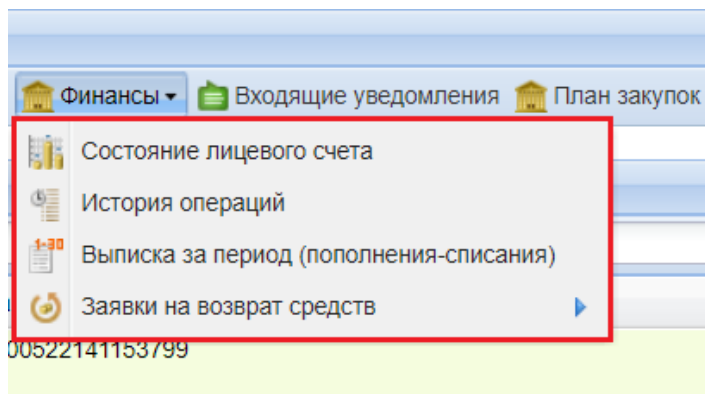 Финансы Входящие уведомления План закупок
Состояние лицевого счета
История операций
1-30
Выписка за период (пополнения-списания)
Заявки на возврат средств
00522141153799